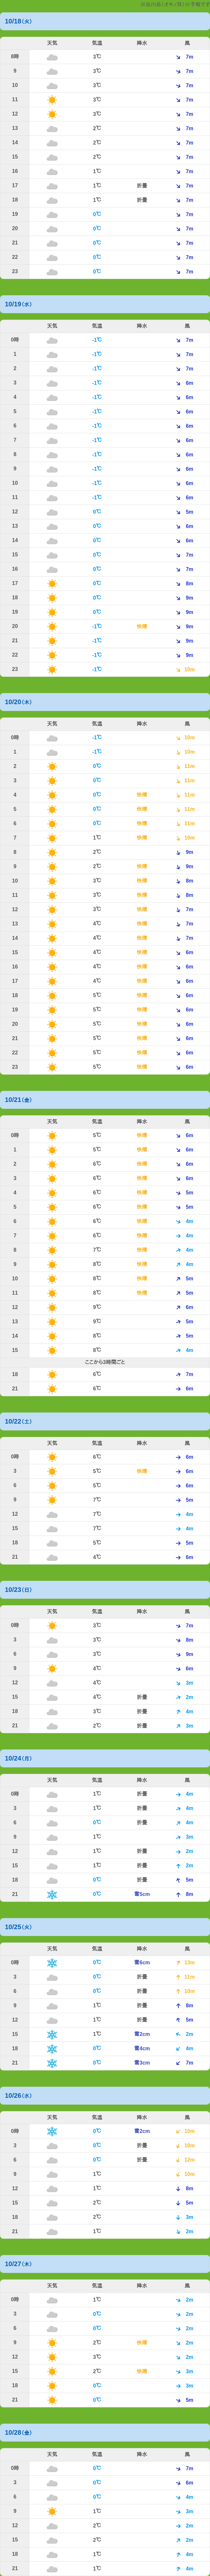 10/18(火)
天気 気温 降水 風
8時 3℃ 7m
9 3℃ 7m
10 3℃ 7m
11 3℃ 7m
12 3℃ 7m
13 2℃ 7m
14 2℃ 7m
15 2℃ 7m
16 1℃ 7m
17 1℃ 折畳 7m
18 1℃ 折畳 7m
19 0℃ 7m
20 0℃ 7m
21 0℃ 7m
22 0℃ 7m
23 0℃ 7m
10/19(水)
天気 気温 降水 風
0時 -1℃ 7m
1 -1℃ 7m
2 -1℃ 7m
3 -1℃ 6m
4 -1℃ 6m
5 -1℃ 6m
6 -1℃ 6m
7 -1℃ 6m
8 -1℃ 6m
9 -1℃ 6m
10 -1℃ 6m
11 -1℃ 6m
12 0℃ 5m
13 0℃ 6m
14 0℃ 6m
15 0℃ 7m
16 0℃ 7m
17 0℃ 8m
18 0℃ 9m
19 0℃ 9m
20 -1℃ 快晴 9m
21 -1℃ 9m
22 -1℃ 9m
23 -1℃ 10m
10/20(木)
天気 気温 降水 風
0時 -1℃ 10m
1 -1℃ 10m
2 0℃ 11m
3 0℃ 11m
4 0℃ 快晴 11m
5 0℃ 快晴 11m
6 0℃ 快晴 11m
7 1℃ 快晴 10m
8 2℃ 快晴 9m
9 2℃ 快晴 9m
10 3℃ 快晴 8m
11 3℃ 快晴 8m
12 3℃ 快晴 7m
13 4℃ 快晴 7m
14 4℃ 快晴 7m
15 4℃ 快晴 6m
16 4℃ 快晴 6m
17 4℃ 快晴 6m
18 5℃ 快晴 6m
19 5℃ 快晴 6m
20 5℃ 快晴 6m
21 5℃ 快晴 6m
22 5℃ 快晴 6m
23 5℃ 快晴 6m
10/21(金)
天気 気温 降水 風
0時 5℃ 快晴 6m
1 5℃ 快晴 6m
2 6℃ 快晴 6m
3 6℃ 快晴 6m
4 6℃ 快晴 5m
5 6℃ 快晴 5m
6 6℃ 快晴 4m
7 6℃ 快晴 4m
8 7℃ 快晴 4m
9 8℃ 快晴 4m
10 8℃ 快晴 5m
11 8℃ 快晴 5m
12 9℃ 6m
13 9℃ 5m
14 8℃ 5m
15 8℃ 4m
ここから3時間ごと
18 6℃ 7m
21 6℃ 6m
10/22(土)
天気 気温 降水 風
0時 6℃ 6m
3 5℃ 快晴 6m
6 5℃ 6m
9 7℃ 5m
12 7℃ 4m
15 7℃ 4m
18 5℃ 5m
21 4℃ 6m
10/23(日)
天気 気温 降水 風
0時 3℃ 7m
3 3℃ 8m
6 3℃ 9m
9 4℃ 6m
12 4℃ 3m
15 4℃ 折畳 2m
18 3℃ 折畳 4m
21 2℃ 折畳 3m
10/24(月)
天気 気温 降水 風
0時 1℃ 折畳 4m
3 1℃ 折畳 4m
6 0℃ 折畳 4m
9 1℃ 3m
12 1℃ 折畳 2m
15 1℃ 折畳 2m
18 0℃ 折畳 5m
21 0℃ 雪5cm 8m
10/25(火)
天気 気温 降水 風
0時 0℃ 雪6cm 13m
3 0℃ 折畳 11m
6 0℃ 折畳 10m
9 1℃ 折畳 8m
12 1℃ 折畳 5m
15 1℃ 雪2cm 2m
18 0℃ 雪4cm 4m
21 0℃ 雪3cm 7m
10/26(水)
天気 気温 降水 風
0時 0℃ 雪2cm 10m
3 0℃ 折畳 10m
6 0℃ 折畳 12m
9 1℃ 10m
12 1℃ 8m
15 2℃ 5m
18 2℃ 3m
21 1℃ 2m
10/27(木)
天気 気温 降水 風
0時 1℃ 2m
3 0℃ 2m
6 0℃ 2m
9 2℃ 快晴 2m
12 3℃ 2m
15 2℃ 快晴 3m
18 0℃ 3m
21 0℃ 5m
10/28(金)
天気 気温 降水 風
0時 0℃ 7m
3 0℃ 6m
6 0℃ 4m
9 1℃ 3m
12 2℃ 2m
15 2℃ 2m
18 1℃ 4m
21 1℃ 4m